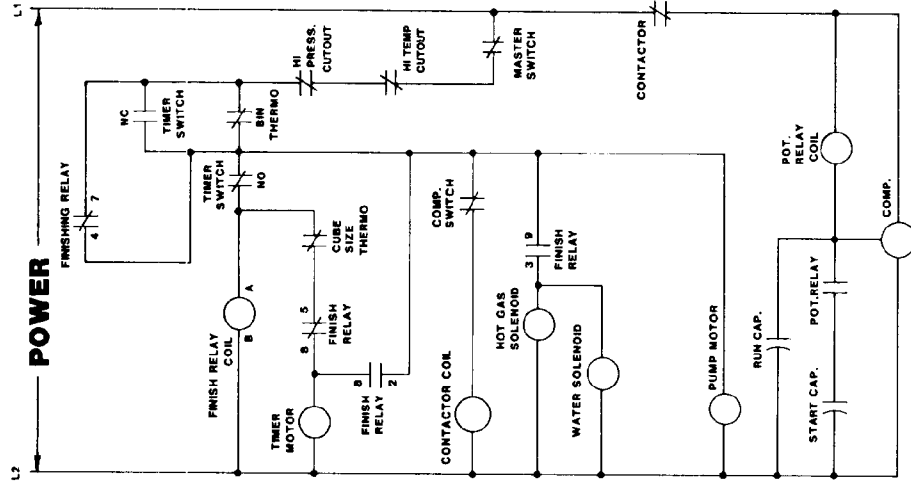 L1
L2
POWER
FINISHING RELAY
4 7
NC
TIMER
SWITCH
BIN
THERMO
HI
PRESS.
CUTOUT
HI TEMP
CUTOUT
MASTER
SWITCH
CONTACTOR
TIMER
SWITCH
NO
FINISH RELAY
COIL
B A
CUBE
SIZE
THERMO
8 5
FINISH
RELAY
TIMER
MOTOR
8
2
FINISH
RELAY
COMP.
SWITCH
CONTACTOR COIL
3 9
FINISH
RELAY
HOT GAS
SOLENOID
WATER SOLENOID
PUMP MOTOR
POT.
RELAY
COIL
RUN CAP.
COMP.
POT. RELAY
START CAP.